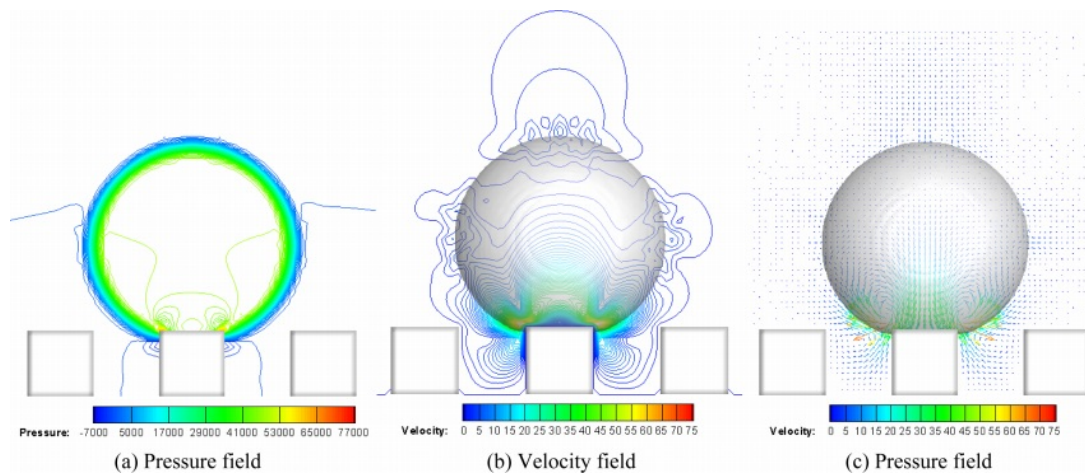 Pressure: -7000 5000 17000 29000 41000 53000 65000 77000
(a) Pressure field
Velocity: 0 5 10 15 20 25 30 35 40 45 50 55 60 65 70 75
(b) Velocity field
Velocity: 0 5 10 15 20 25 30 35 40 45 50 55 60 65 70 75
(c) Pressure field